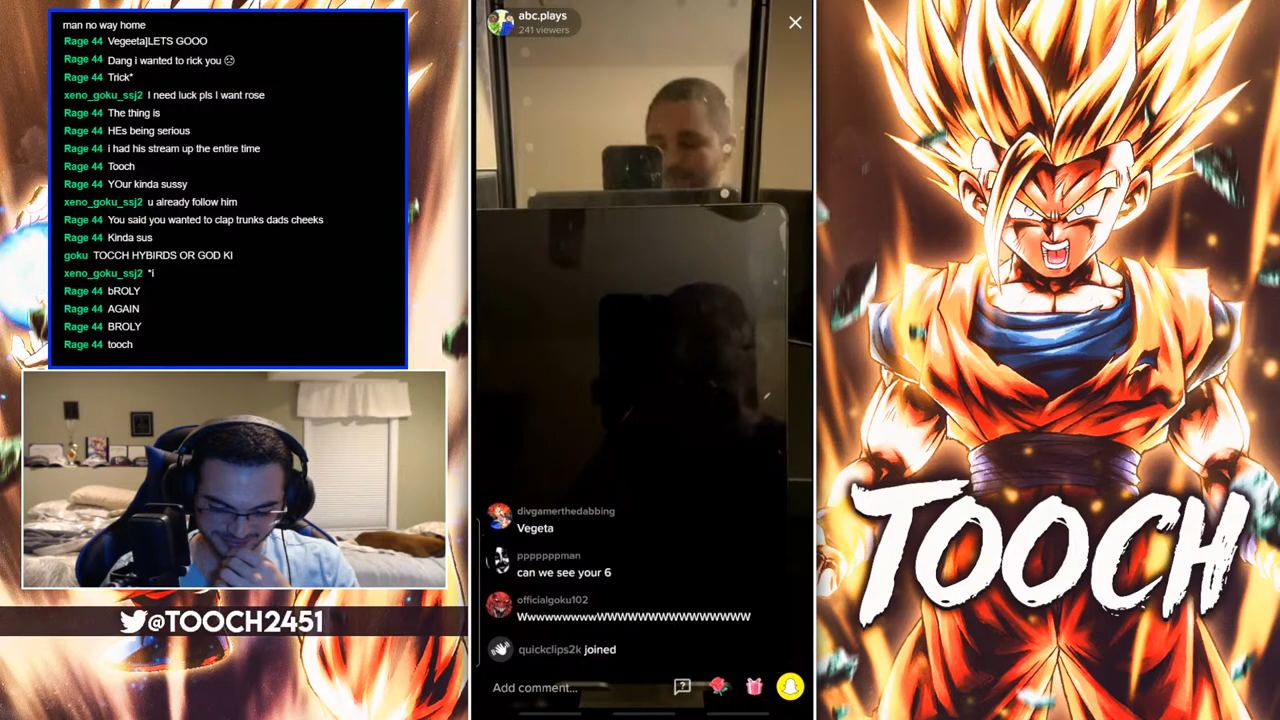 man no way home
Rage 44 Vegeeta]LETS GOOO
Rage 44 Dang i wanted to rick you ☹
Rage 44 Trick*
xeno_goku_ssj2 I need luck pls I want rose
Rage 44 The thing is
Rage 44 HEs being serious
Rage 44 i had his stream up the entire time
Rage 44 Tooch
Rage 44 YOur kinda sussy
xeno_goku_ssj2 u already follow him
Rage 44 You said you wanted to clap trunks dads cheeks
Rage 44 Kinda sus
goku TOCCH HYBIRDS OR GOD KI
xeno_goku_ssj2 *i
Rage 44 bROLY
Rage 44 AGAIN
Rage 44 BROLY
Rage 44 tooch
@TOOCH2451
abc.plays
241 viewers
divgamerthedabbing
Vegeta
pppppppman
can we see your 6
officialgoku102
WwwwwwwwwWWWWWWWWWWWWWWWW
quickclips2k joined
Add comment...
TOOCH